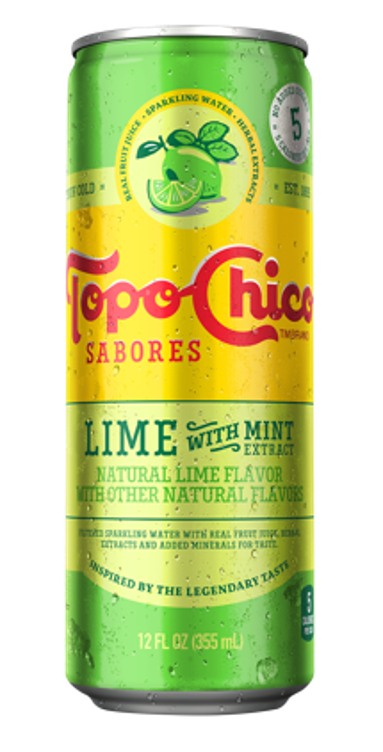 REAL FRUIT JUICE • SPARKLING WATER • HERBAL EXTRACTS
NO ADDED
5
COLD
EST. 1895
Topo Chico
SABORES
LIME WITH MINT
EXTRACT
NATURAL LIME FLAVOR
WITH OTHER NATURAL FLAVORS
FILTERED SPARKLING WATER WITH REAL FRUIT JUICE, HERBAL
EXTRACTS AND ADDED MINERALS FOR TASTE.
INSPIRED BY THE LEGENDARY TASTE
12 FL OZ (355 mL)
5
CALORIES